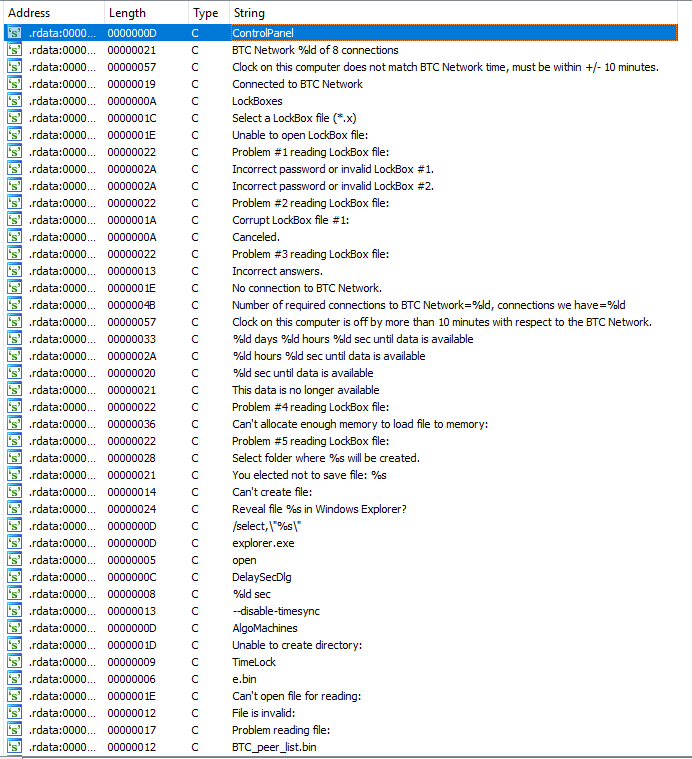 Address Length Type String
's' .rdata:0000... 0000000D C ControlPanel
's' .rdata:0000... 00000021 C BTC Network %ld of 8 connections
's' .rdata:0000... 00000057 C Clock on this computer does not match BTC Network time, must be within +/- 10 minutes.
's' .rdata:0000... 00000019 C Connected to BTC Network
's' .rdata:0000... 0000000A C LockBoxes
's' .rdata:0000... 0000001C C Select a LockBox file (*.x)
's' .rdata:0000... 0000001E C Unable to open LockBox file:
's' .rdata:0000... 00000022 C Problem #1 reading LockBox file:
's' .rdata:0000... 0000002A C Incorrect password or invalid LockBox #1.
's' .rdata:0000... 0000002A C Incorrect password or invalid LockBox #2.
's' .rdata:0000... 00000022 C Problem #2 reading LockBox file:
's' .rdata:0000... 0000001A C Corrupt LockBox file #1:
's' .rdata:0000... 0000000A C Canceled.
's' .rdata:0000... 00000022 C Problem #3 reading LockBox file:
's' .rdata:0000... 00000013 C Incorrect answers.
's' .rdata:0000... 0000001E C No connection to BTC Network.
's' .rdata:0000... 0000004B C Number of required connections to BTC Network=%ld, connections we have=%ld
's' .rdata:0000... 00000057 C Clock on this computer is off by more than 10 minutes with respect to the BTC Network.
's' .rdata:0000... 00000033 C %ld days %ld hours %ld sec until data is available
's' .rdata:0000... 0000002A C %ld hours %ld sec until data is available
's' .rdata:0000... 00000020 C %ld sec until data is available
's' .rdata:0000... 00000021 C This data is no longer available
's' .rdata:0000... 00000022 C Problem #4 reading LockBox file:
's' .rdata:0000... 00000036 C Can't allocate enough memory to load file to memory:
's' .rdata:0000... 00000022 C Problem #5 reading LockBox file:
's' .rdata:0000... 00000028 C Select folder where %s will be created.
's' .rdata:0000... 00000021 C You elected not to save file: %s
's' .rdata:0000... 00000014 C Can't create file:
's' .rdata:0000... 00000024 C Reveal file %s in Windows Explorer?
's' .rdata:0000... 0000000D C /select,\"%s\"
's' .rdata:0000... 0000000D C explorer.exe
's' .rdata:0000... 00000005 C open
's' .rdata:0000... 0000000C C DelaySecDlg
's' .rdata:0000... 00000008 C %ld sec
's' .rdata:0000... 00000013 C --disable-timesync
's' .rdata:0000... 0000000D C AlgoMachines
's' .rdata:0000... 0000001D C Unable to create directory:
's' .rdata:0000... 00000009 C TimeLock
's' .rdata:0000... 00000006 C e.bin
's' .rdata:0000... 0000001E C Can't open file for reading:
's' .rdata:0000... 00000012 C File is invalid:
's' .rdata:0000... 00000017 C Problem reading file:
's' .rdata:0000... 00000012 C BTC_peer_list.bin